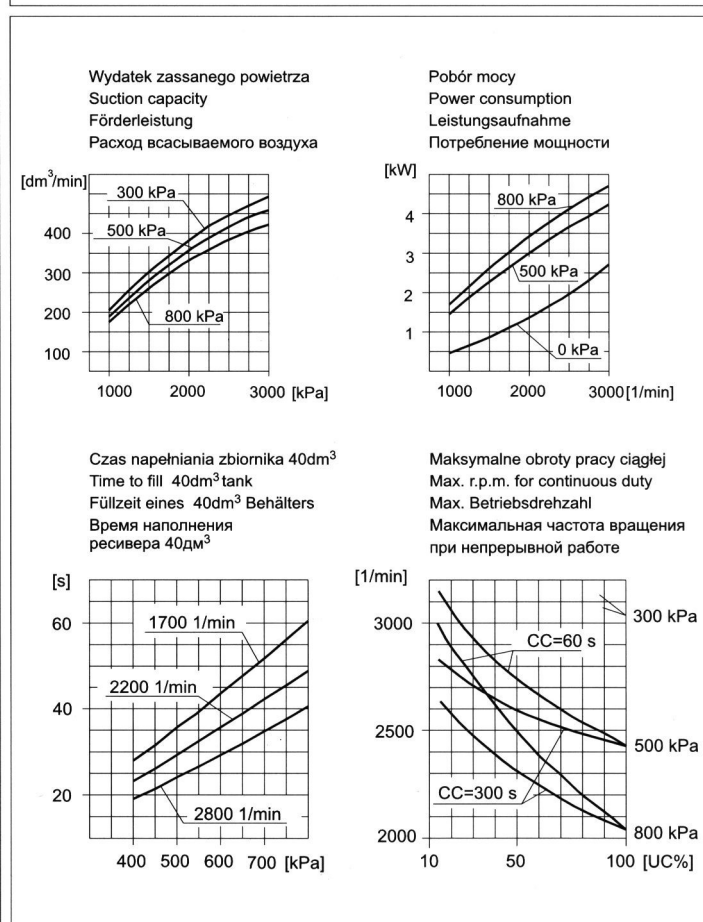 Wydatek zassanego powietrza
Suction capacity
Förderleistung
Расход всасываемого воздуха
[dm³/min]
300 kPa
400
500 kPa
300
200
800 kPa
100
1000 2000 3000 [kPa]
Pobór mocy
Power consumption
Leistungsaufnahme
Потребление мощности
[kW]
800 kPa
4
3
500 kPa
2
1
0 kPa
1000 2000 3000[1/min]
Czas napełniania zbiornika 40dm³
Time to fill 40dm³ tank
Füllzeit eines 40dm³ Behälters
Время наполнения
ресивера 40дм³
[s]
60
1700 1/min
2200 1/min
40
20
2800 1/min
400 500 600 700 [kPa]
Maksymalne obroty pracy ciągłej
Max. r.p.m. for continuous duty
Max. Betriebsdrehzahl
Максимальная частота вращения
при непрерывной работе
[1/min]
3000
300 kPa
CC=60 s
2500
500 kPa
CC=300 s
2000
800 kPa
10 50 100 [UC%]